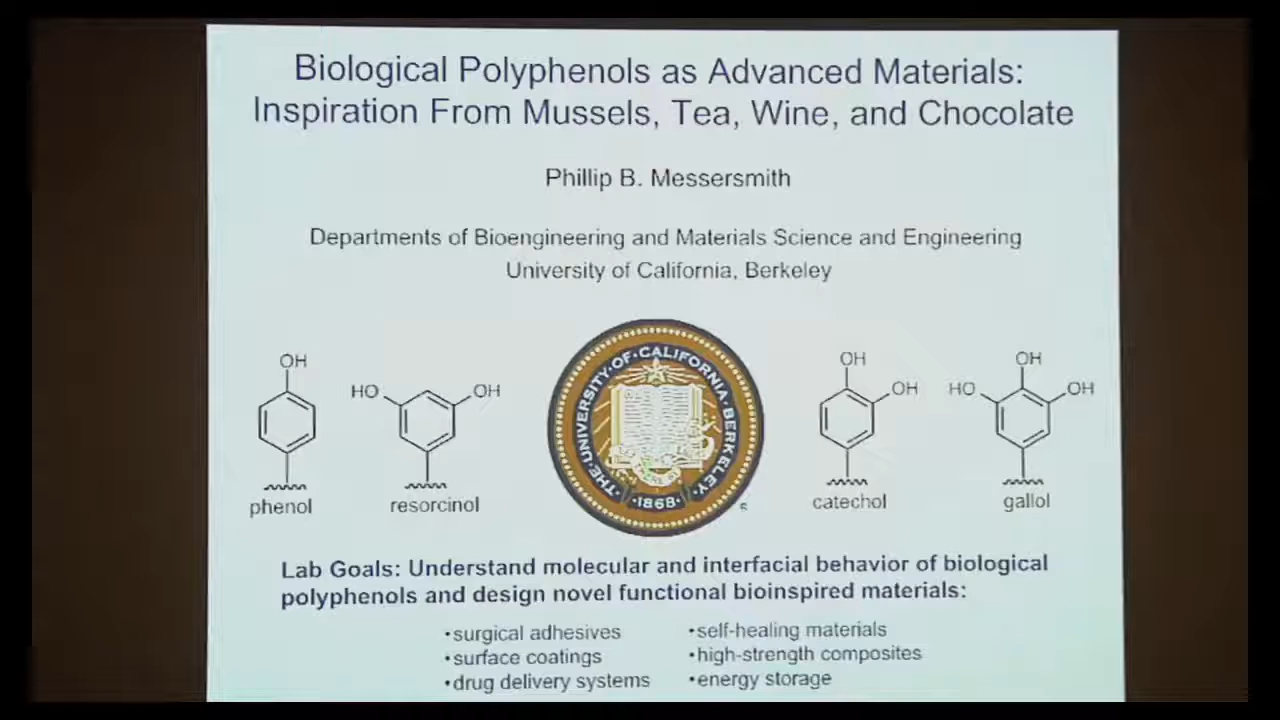 Biological Polyphenols as Advanced Materials:
Inspiration From Mussels, Tea, Wine, and Chocolate
Phillip B. Messersmith
Departments of Bioengineering and Materials Science and Engineering
University of California, Berkeley
OH
HO
OH
THE·UNIVERSITY·OF·CALIFORNIA·BERKELEY
·1868·
OH
OH
OH
HO
OH
phenol
resorcinol
catechol
gallol
Lab Goals: Understand molecular and interfacial behavior of biological
polyphenols and design novel functional bioinspired materials:
•surgical adhesives
•surface coatings
•drug delivery systems
•self-healing materials
•high-strength composites
•energy storage